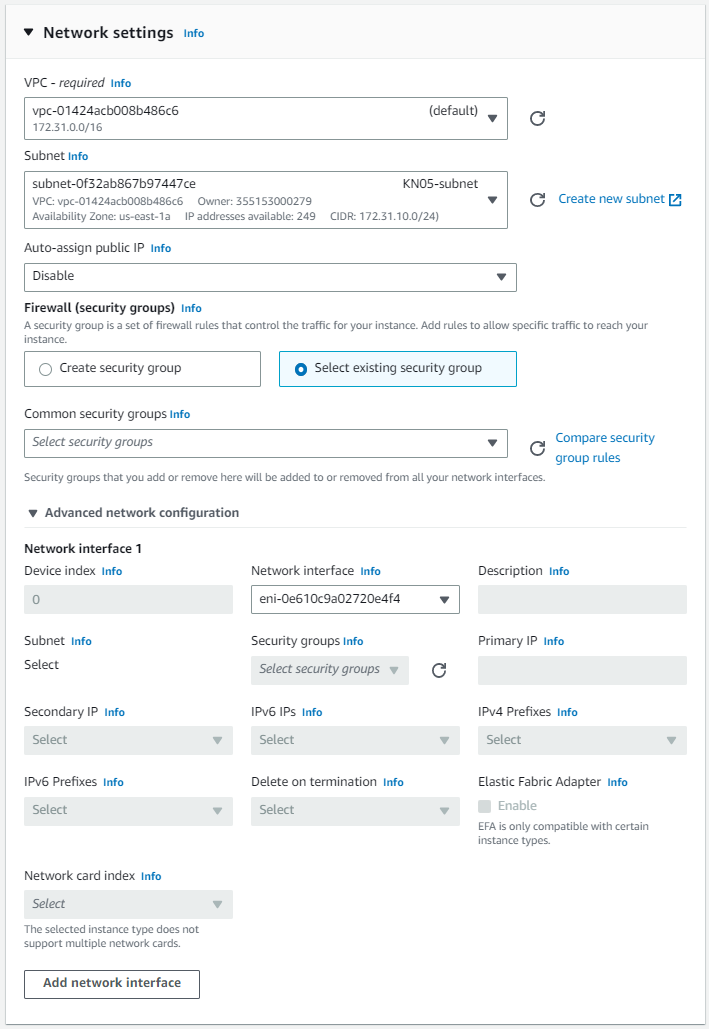 Network settings Info
VPC - required Info
vpc-01424acb008b486c6 (default)
172.31.0.0/16
Subnet Info
subnet-0f32ab867b97447ce KN05-subnet
VPC: vpc-01424acb008b486c6 Owner: 355153000279
Availability Zone: us-east-1a IP addresses available: 249 CIDR: 172.31.10.0/24)
Create new subnet
Auto-assign public IP Info
Disable
Firewall (security groups) Info
A security group is a set of firewall rules that control the traffic for your instance. Add rules to allow specific traffic to reach your
instance.
Create security group
Select existing security group
Common security groups Info
Select security groups
Compare security
group rules
Security groups that you add or remove here will be added to or removed from all your network interfaces.
Advanced network configuration
Network interface 1
Device index Info
0
Network interface Info
eni-0e610c9a02720e4f4
Description Info
Subnet Info
Select
Security groups Info
Select security groups
Primary IP Info
Secondary IP Info
Select
IPv6 IPs Info
Select
IPv4 Prefixes Info
Select
IPv6 Prefixes Info
Select
Delete on termination Info
Select
Elastic Fabric Adapter Info
Enable
EFA is only compatible with certain
instance types.
Network card index Info
Select
The selected instance type does not
support multiple network cards.
Add network interface